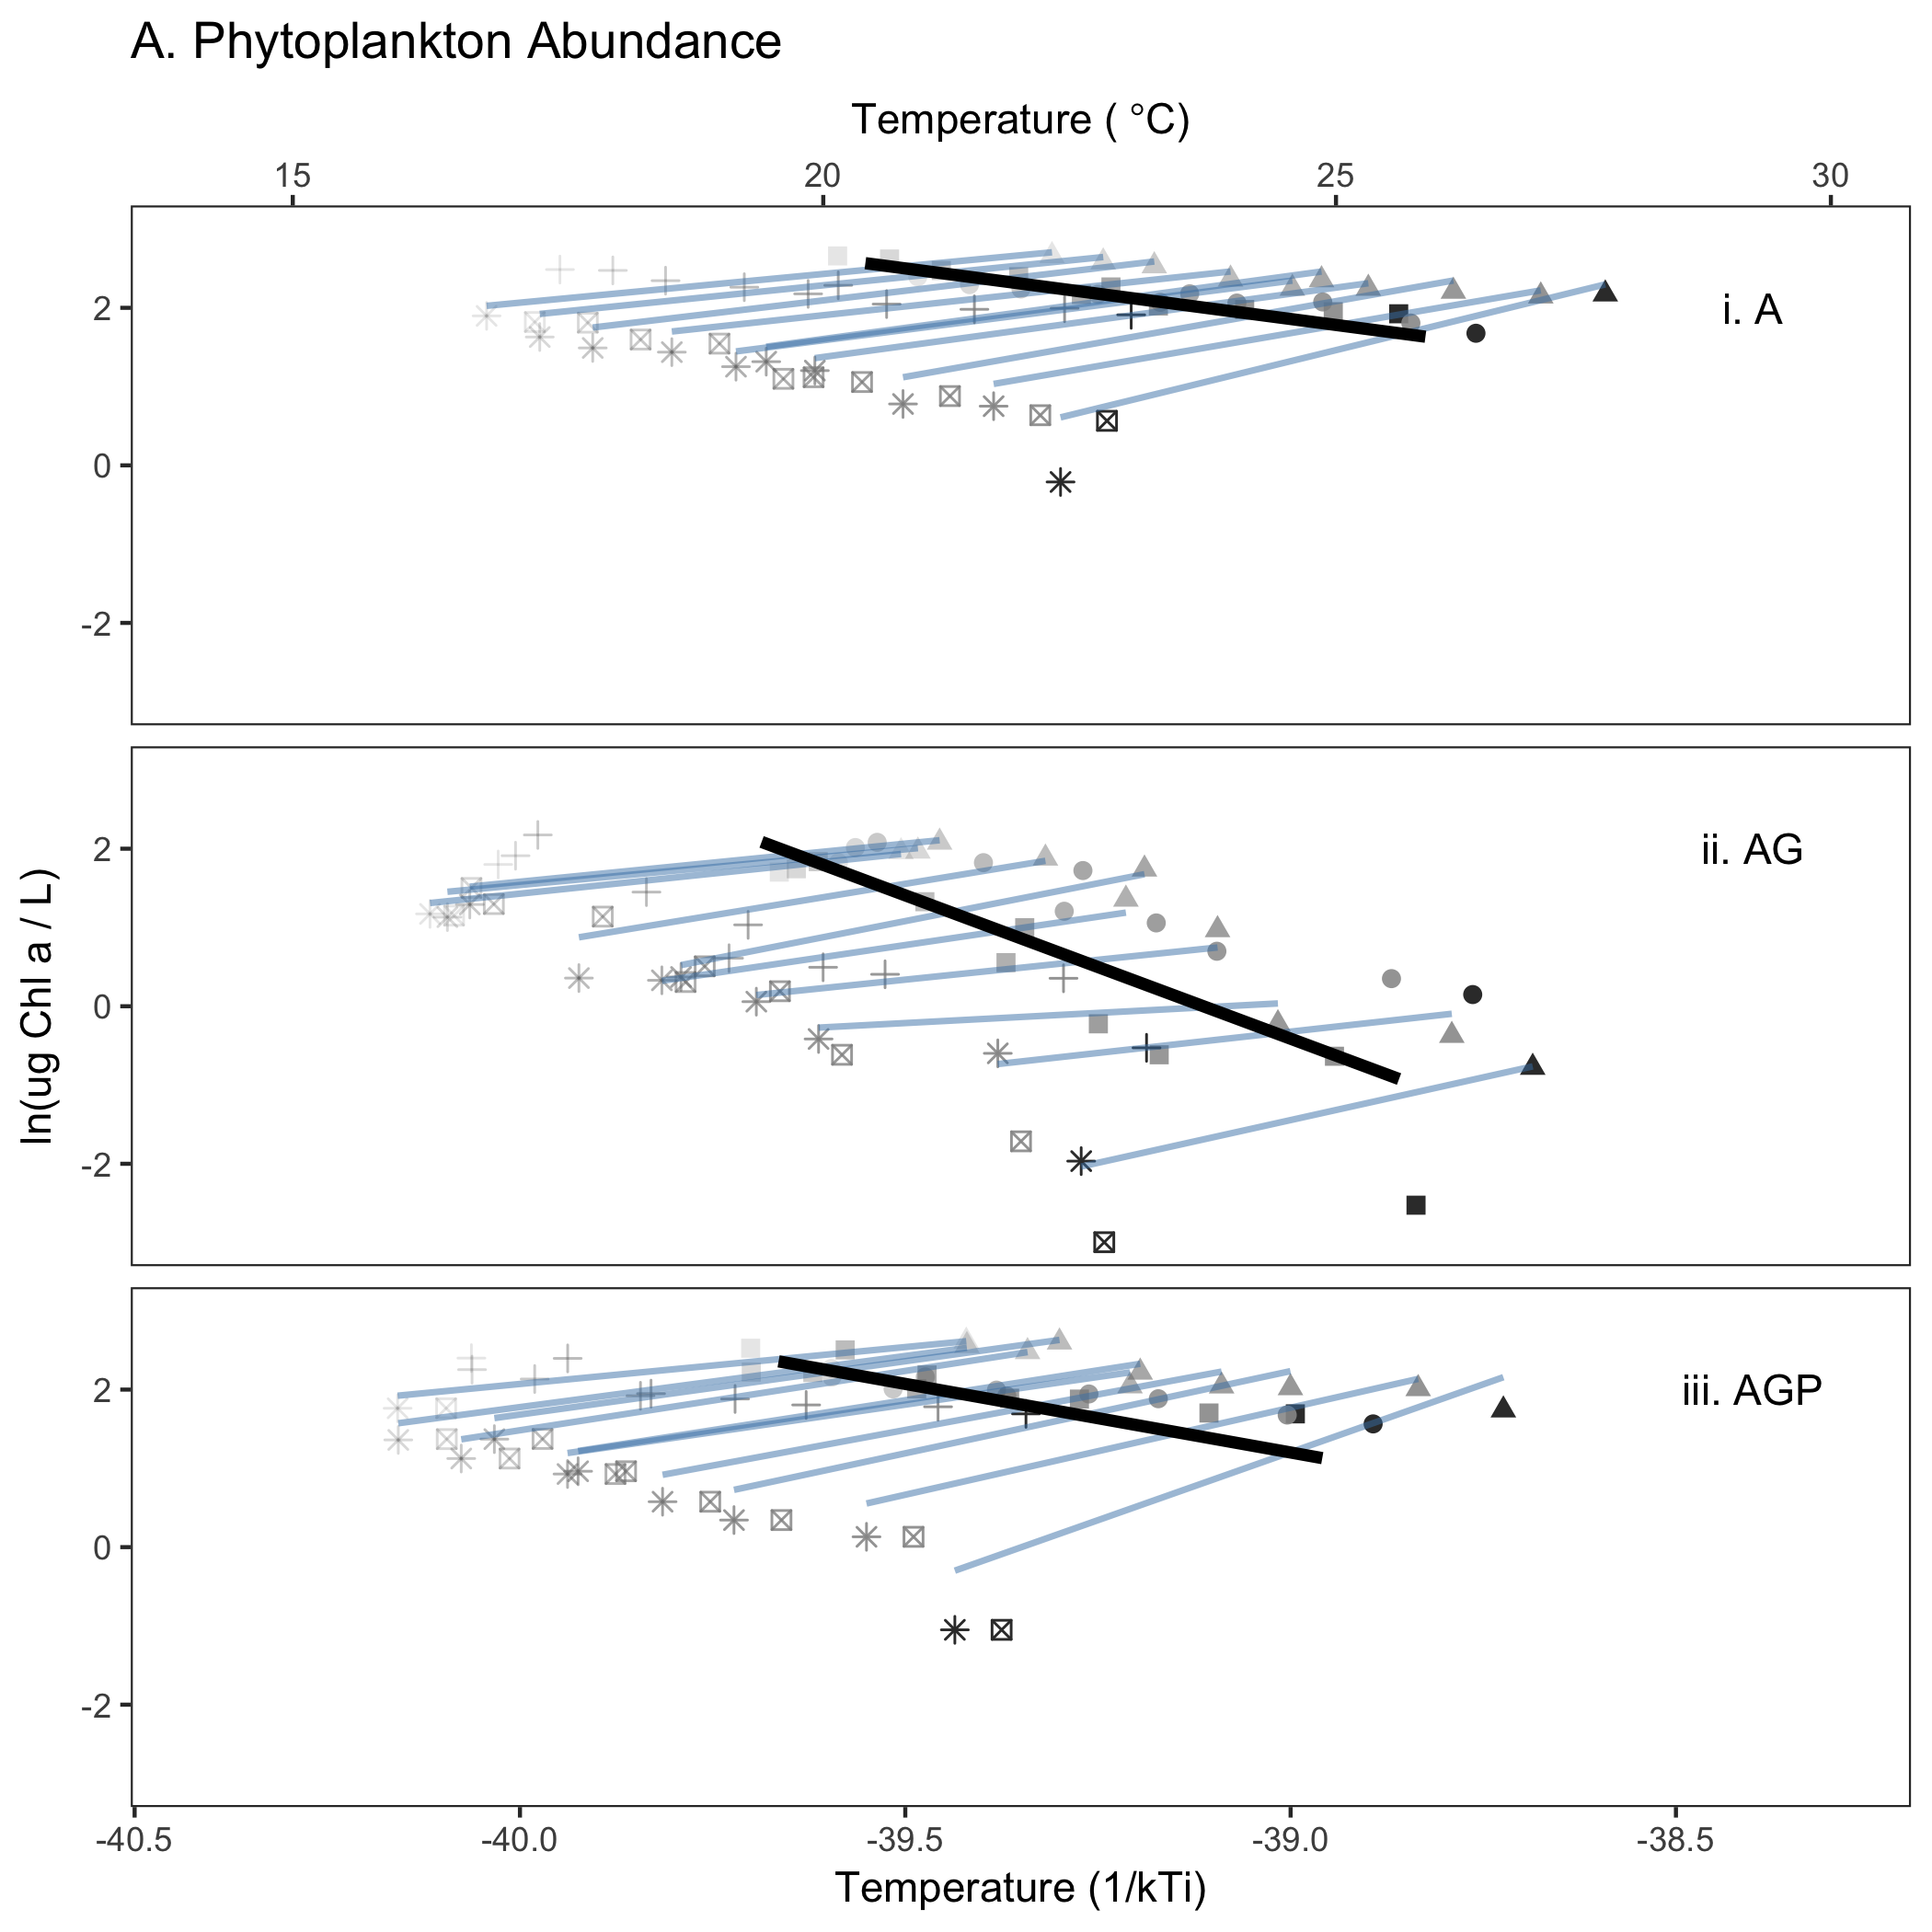 A. Phytoplankton Abundance
Temperature ( °C)
15 20 25 30
i. A
2
0
-2
ii. AG
2
0
-2
ln(ug Chl a / L)
iii. AGP
2
0
-2
-40.5 -40.0 -39.5 -39.0 -38.5
Temperature (1/kTi)